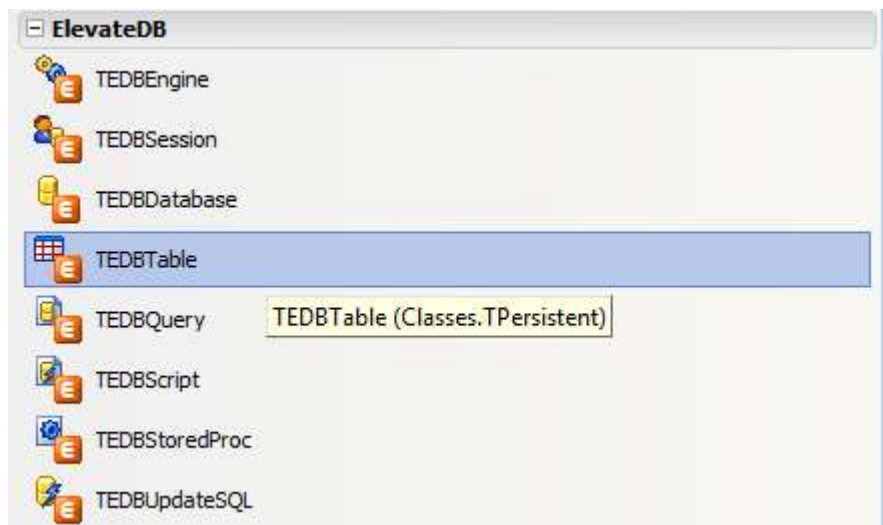 ElevateDB
TEDBEngine
TEDBSession
TEDBDatabase
TEDBTable
TEDBQuery
TEDBTable (Classes.TPersistent)
TEDBScript
TEDBStoredProc
TEDBUpdateSQL